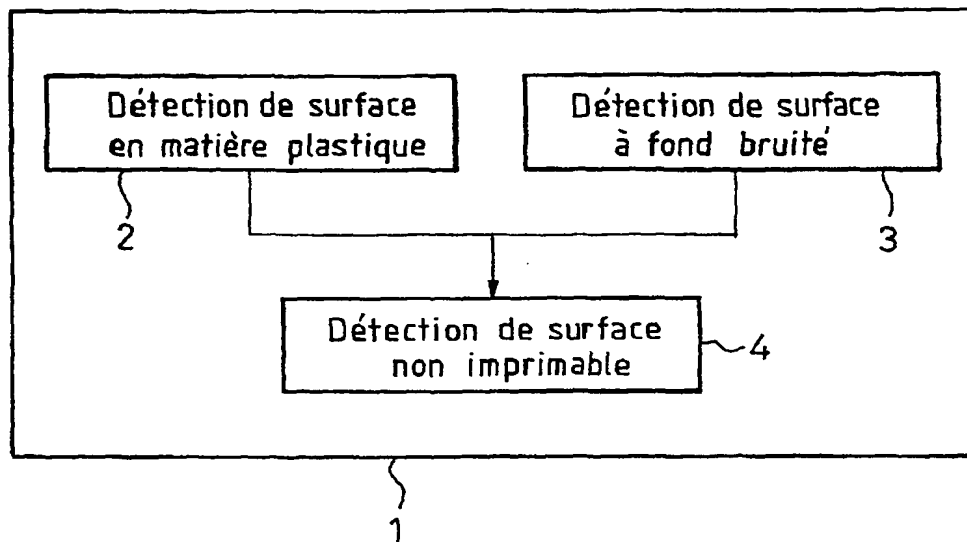 Détection de surface
en matière plastique
Détection de surface
à fond bruité
2
3
Détection de surface
non imprimable
4
1